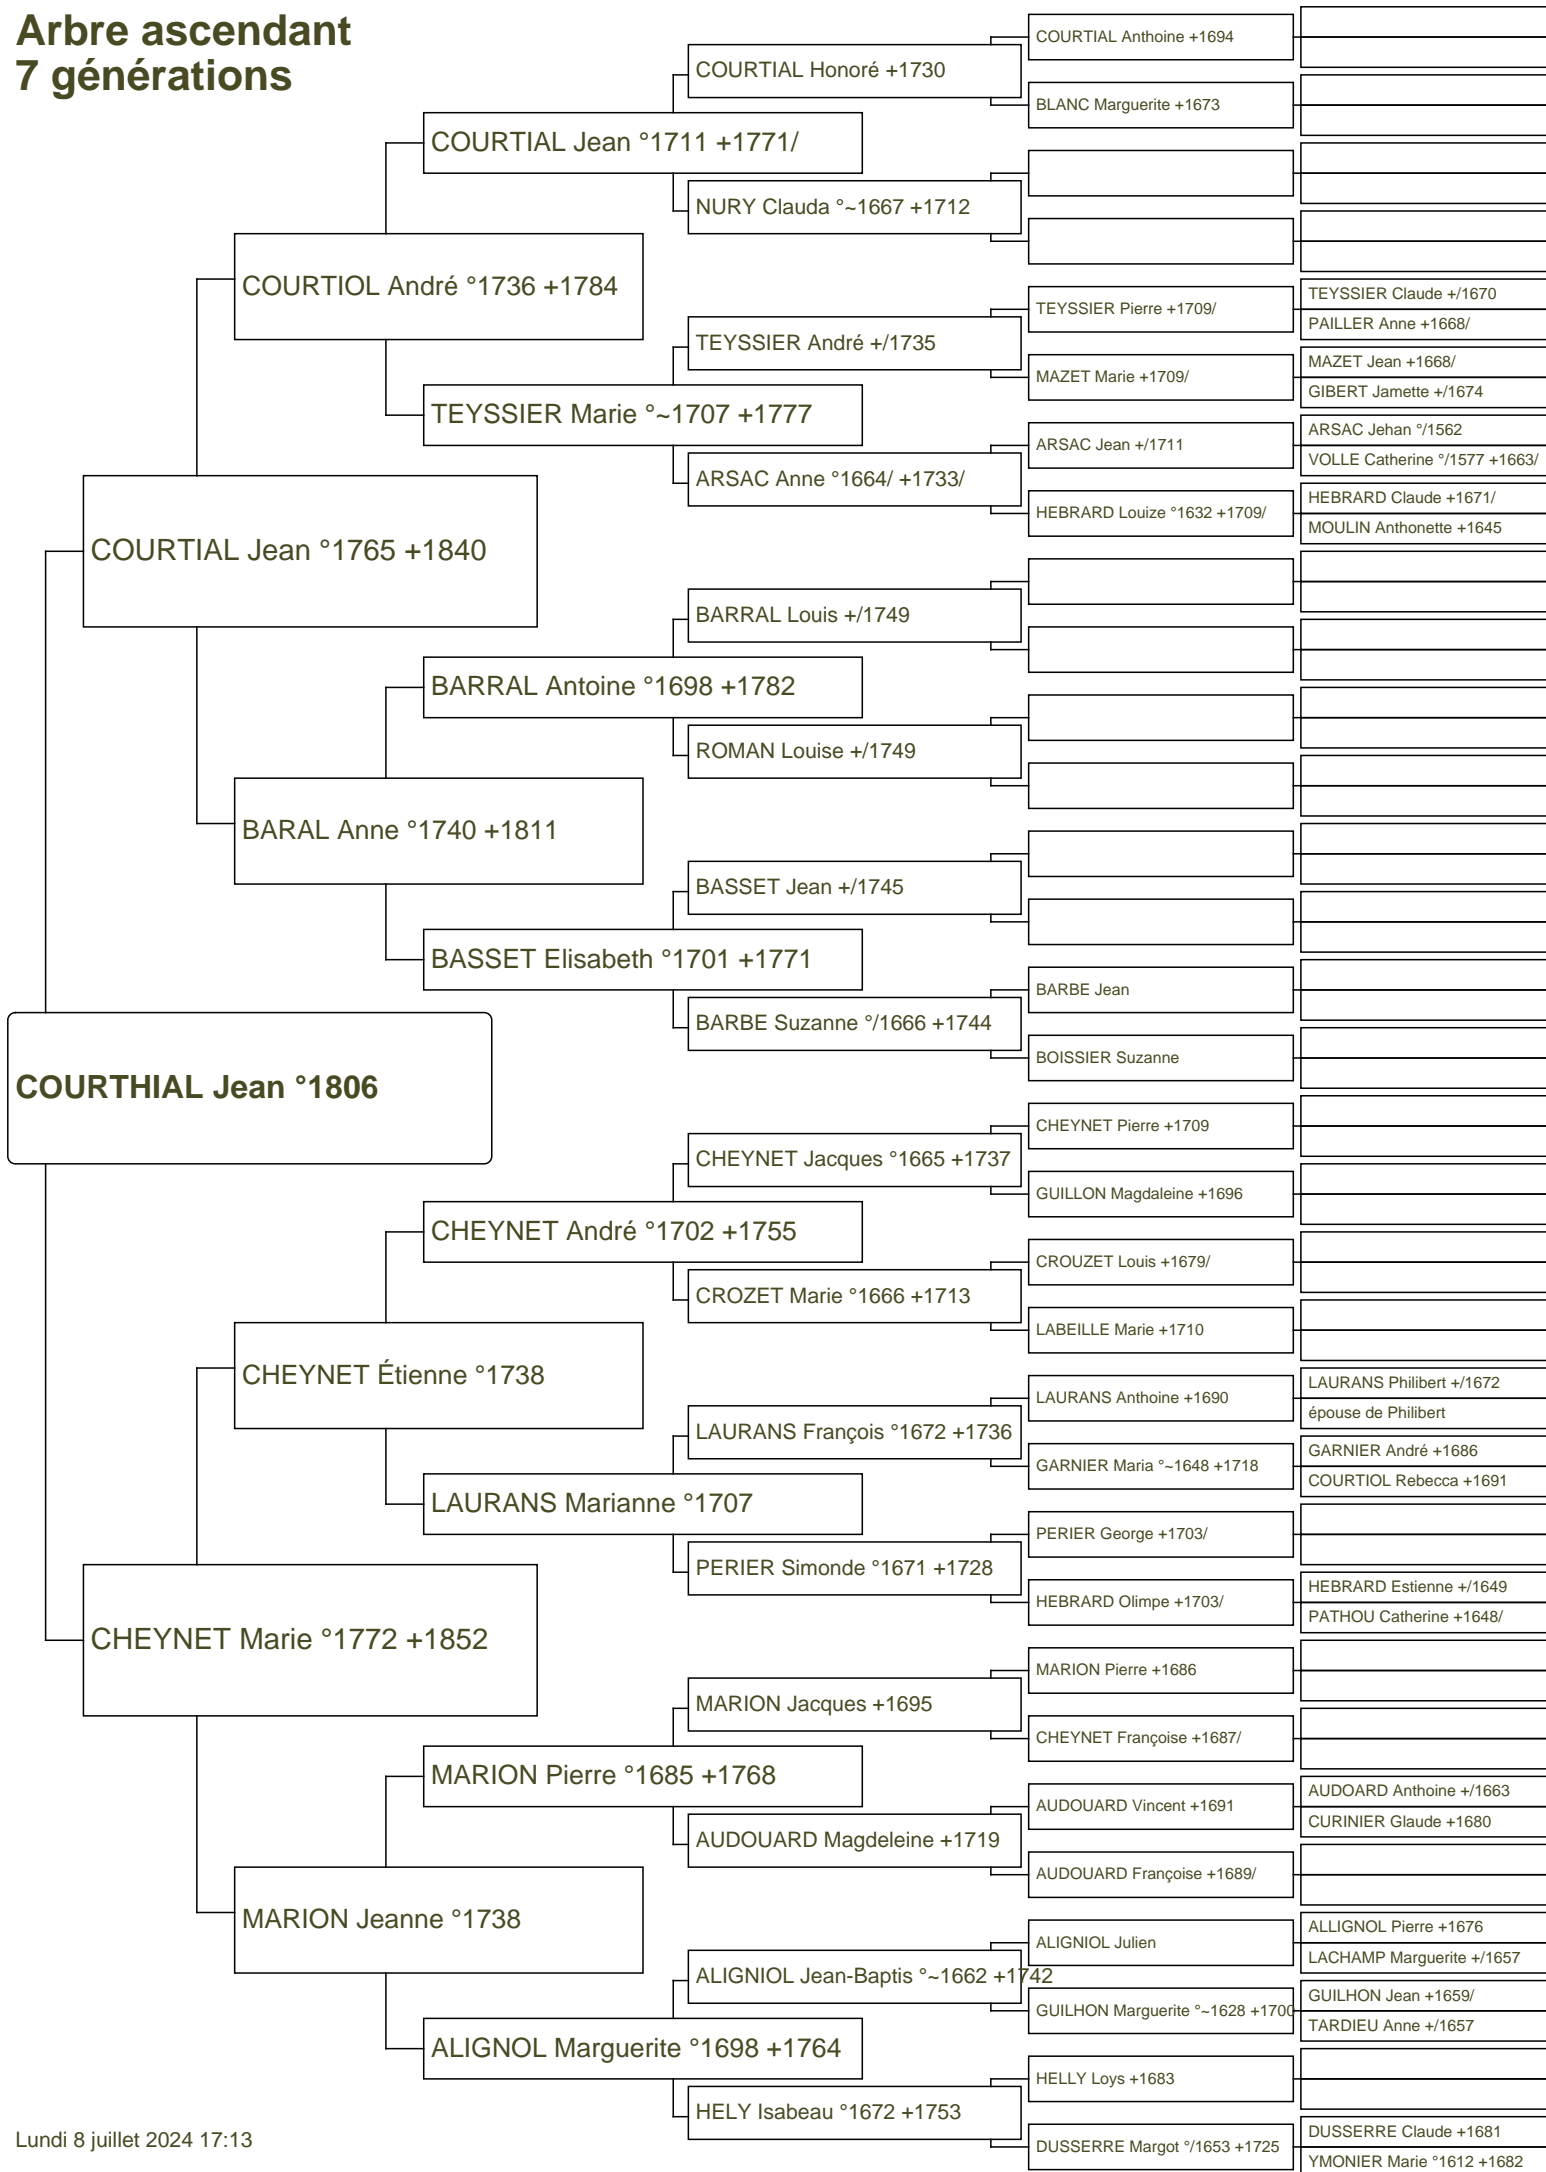 Arbre ascendant
7 générations
COURTHIAL Jean °1806
COURTIAL Jean °1765 +1840
CHEYNET Marie °1772 +1852
COURTIOL André °1736 +1784
BARAL Anne °1740 +1811
CHEYNET Étienne °1738
MARION Jeanne °1738
COURTIAL Jean °1711 +1771/
TEYSSIER Marie °~1707 +1777
BARRAL Antoine °1698 +1782
BASSET Elisabeth °1701 +1771
CHEYNET André °1702 +1755
LAURANS Marianne °1707
MARION Pierre °1685 +1768
ALIGNOL Marguerite °1698 +1764
COURTIAL Honoré +1730
NURY Clauda °~1667 +1712
TEYSSIER André +/1735
ARSAC Anne °1664/ +1733/
BARRAL Louis +/1749
ROMAN Louise +/1749
BASSET Jean +/1745
BARBE Suzanne °/1666 +1744
CHEYNET Jacques °1665 +1737
CROZET Marie °1666 +1713
LAURANS François °1672 +1736
PERIER Simonde °1671 +1728
MARION Jacques +1695
AUDOUARD Magdeleine +1719
ALIGNIOL Jean-Baptis °~1662 +1742
HELY Isabeau °1672 +1753
COURTIAL Anthoine +1694
BLANC Marguerite +1673
TEYSSIER Pierre +1709/
MAZET Marie +1709/
ARSAC Jean +/1711
HEBRARD Louize °1632 +1709/
BARBE Jean
BOISSIER Suzanne
CHEYNET Pierre +1709
GUILLON Magdaleine +1696
CROUZET Louis +1679/
LABEILLE Marie +1710
LAURANS Anthoine +1690
GARNIER Maria °~1648 +1718
PERIER George +1703/
HEBRARD Olimpe +1703/
MARION Pierre +1686
CHEYNET Françoise +1687/
AUDOUARD Vincent +1691
AUDOUARD Françoise +1689/
ALIGNIOL Julien
GUILHON Marguerite °~1628 +1700
HELLY Loys +1683
DUSSERRE Margot °/1653 +1725
TEYSSIER Claude +/1670
PAILLER Anne +1668/
MAZET Jean +1668/
GIBERT Jamette +/1674
ARSAC Jehan °/1562
VOLLE Catherine °/1577 +1663/
HEBRARD Claude +1671/
MOULIN Anthonette +1645
LAURANS Philibert +/1672
épouse de Philibert
GARNIER André +1686
COURTIOL Rebecca +1691
HEBRARD Estienne +/1649
PATHOU Catherine +1648/
AUDOARD Anthoine +/1663
CURINIER Glaude +1680
ALLIGNOL Pierre +1676
LACHAMP Marguerite +/1657
GUILHON Jean +1659/
TARDIEU Anne +/1657
DUSSERRE Claude +1681
YMONIER Marie °1612 +1682
Lundi 8 juillet 2024 17:13